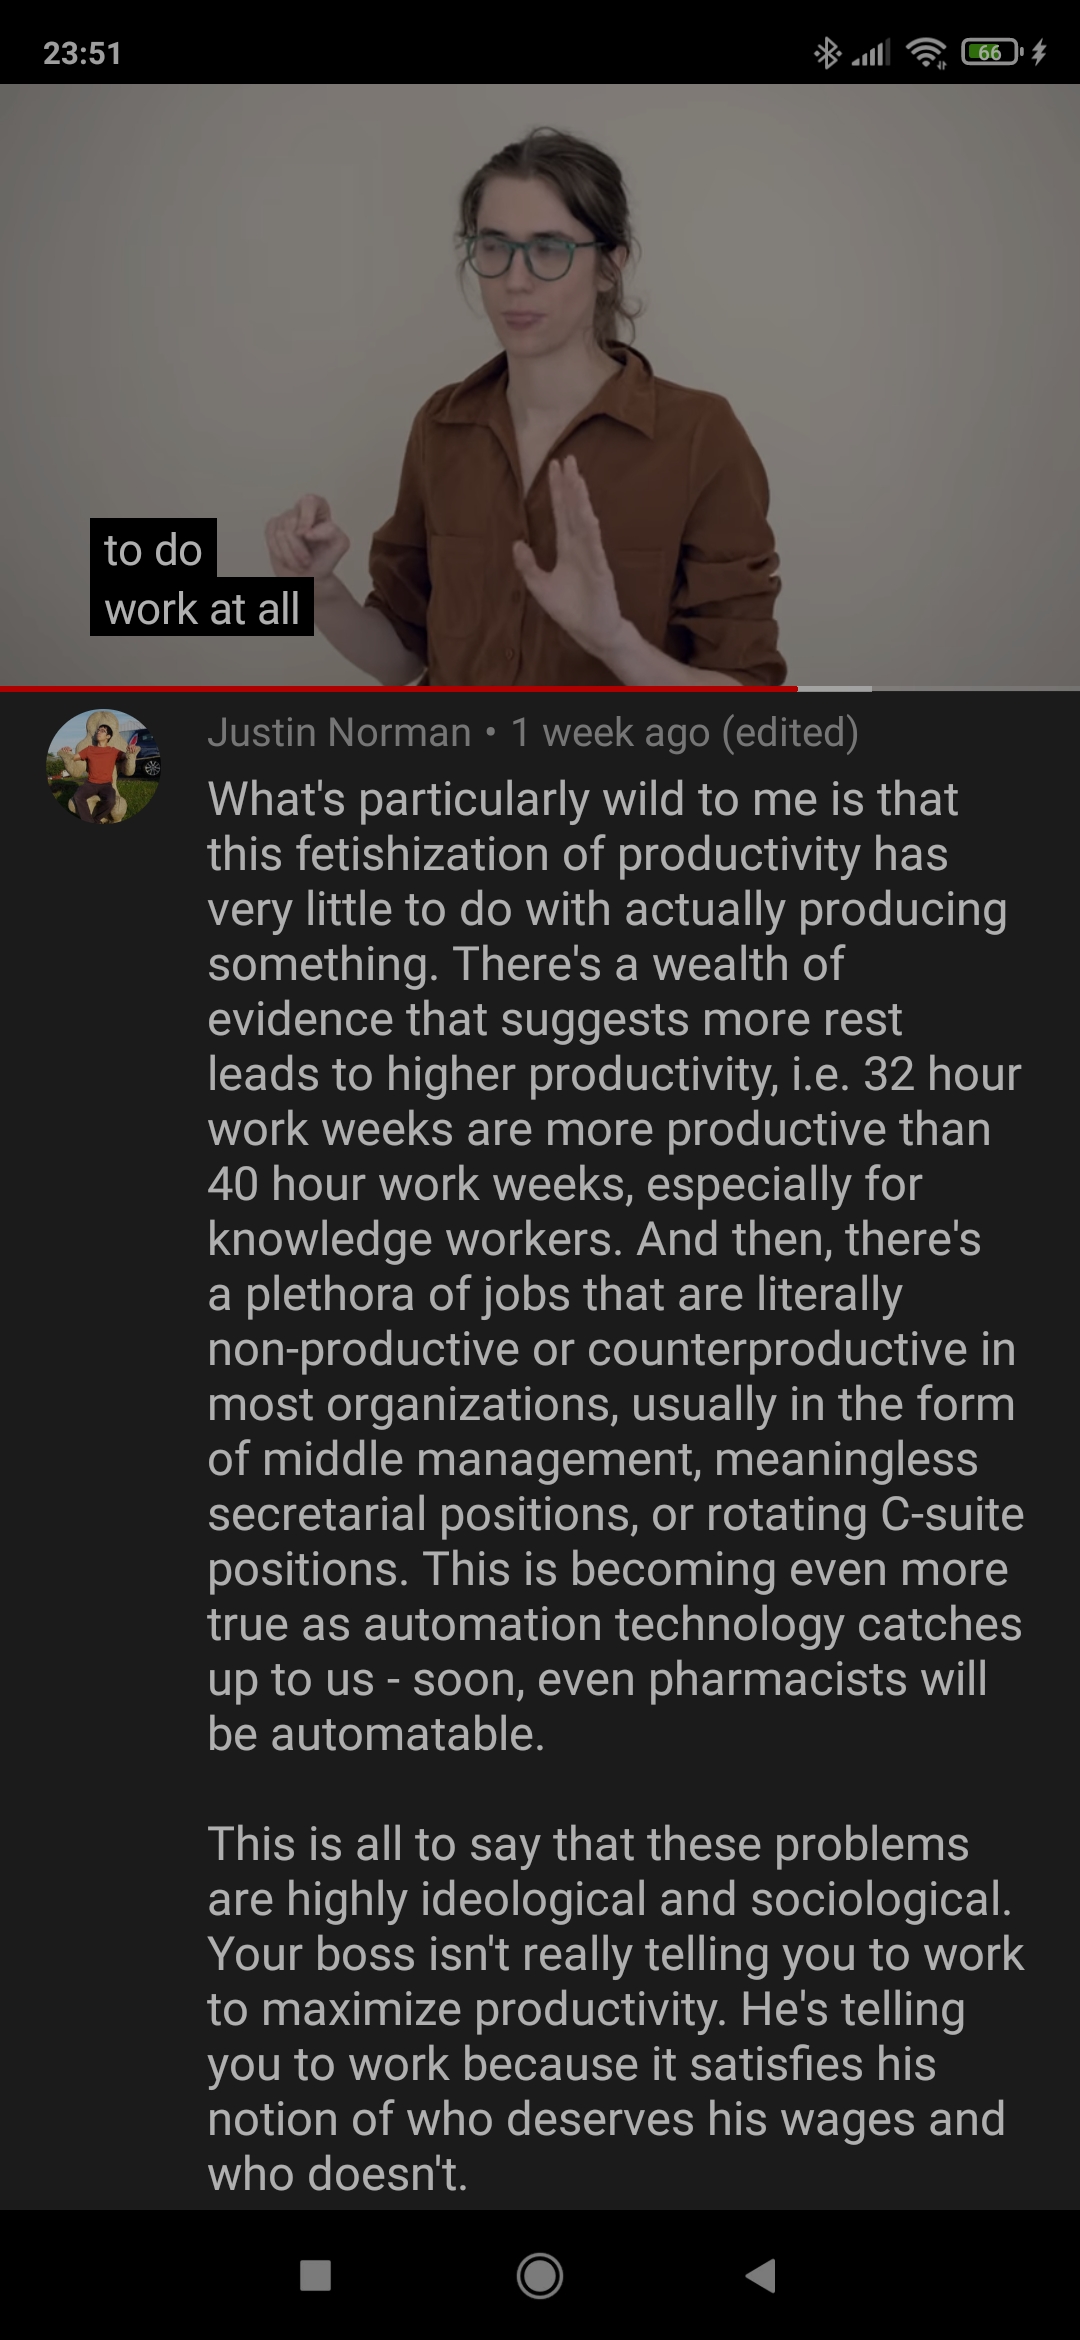 23:51
66
to do
work at all
Justin Norman • 1 week ago (edited)
What's particularly wild to me is that
this fetishization of productivity has
very little to do with actually producing
something. There's a wealth of
evidence that suggests more rest
leads to higher productivity, i.e. 32 hour
work weeks are more productive than
40 hour work weeks, especially for
knowledge workers. And then, there's
a plethora of jobs that are literally
non-productive or counterproductive in
most organizations, usually in the form
of middle management, meaningless
secretarial positions, or rotating C-suite
positions. This is becoming even more
true as automation technology catches
up to us - soon, even pharmacists will
be automatable.
This is all to say that these problems
are highly ideological and sociological.
Your boss isn't really telling you to work
to maximize productivity. He's telling
you to work because it satisfies his
notion of who deserves his wages and
who doesn't.